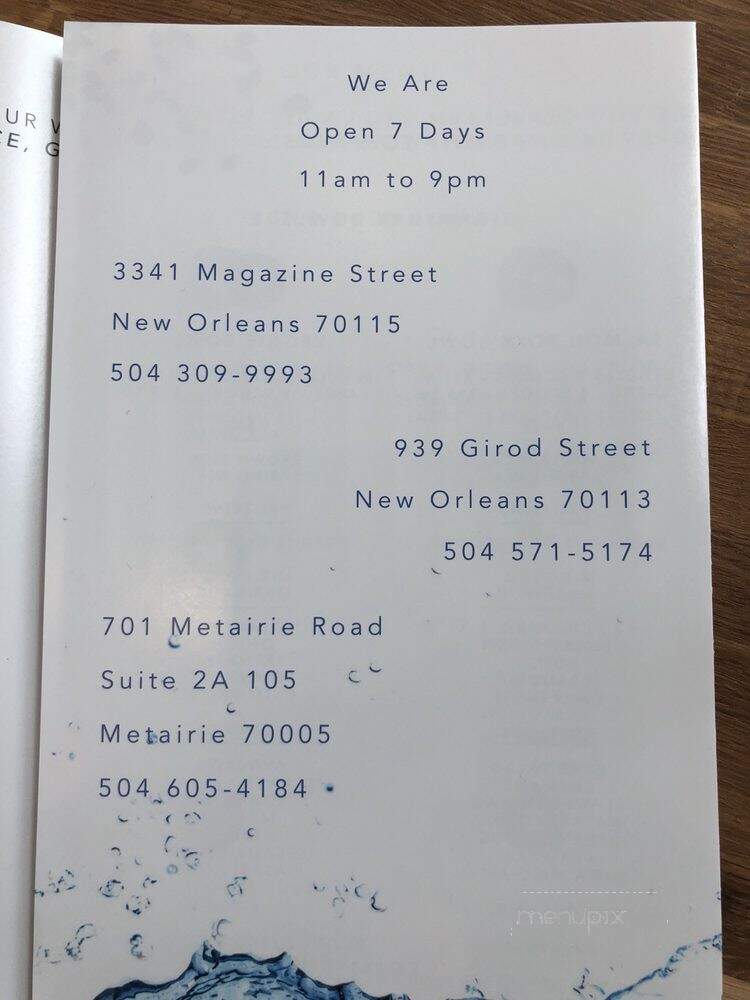 We Are
Open 7 Days
11am to 9pm
3341 Magazine Street
New Orleans 70115
504 309-9993
939 Girod Street
New Orleans 70113
504 571-5174
701 Metairie Road
Suite 2A 105
Metairie 70005
504 605-4184
menupix